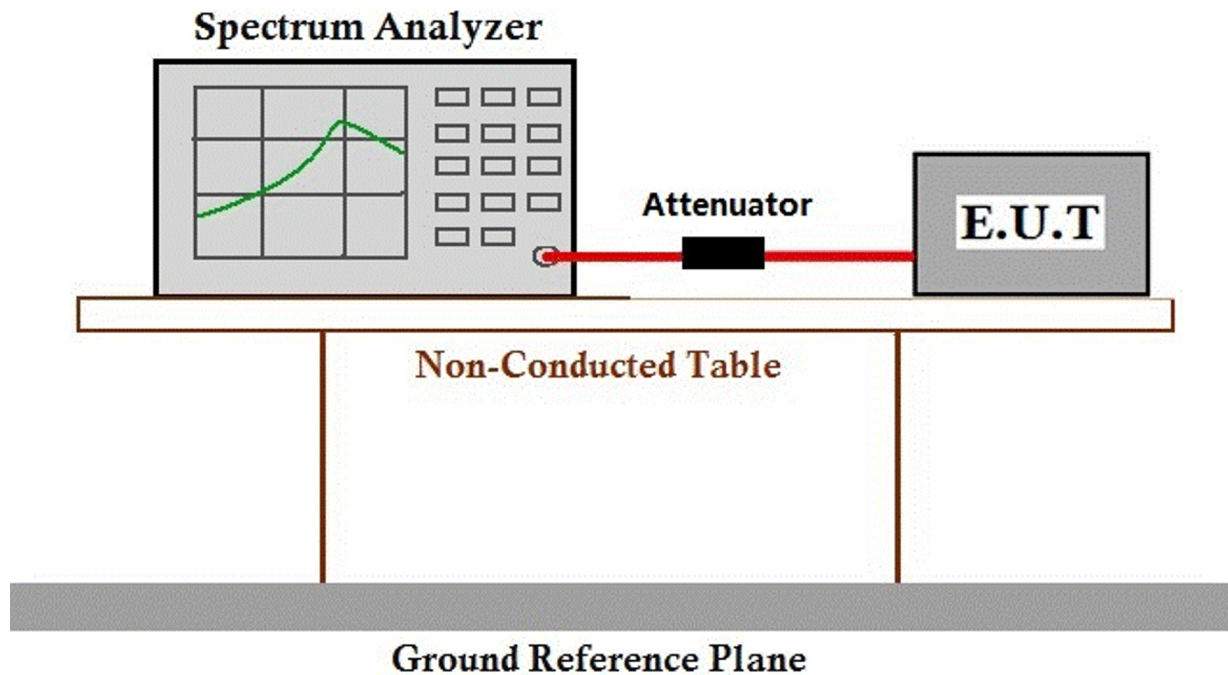 Spectrum Analyzer
Attenuator
E.U.T
Non-Conducted Table
Ground Reference Plane